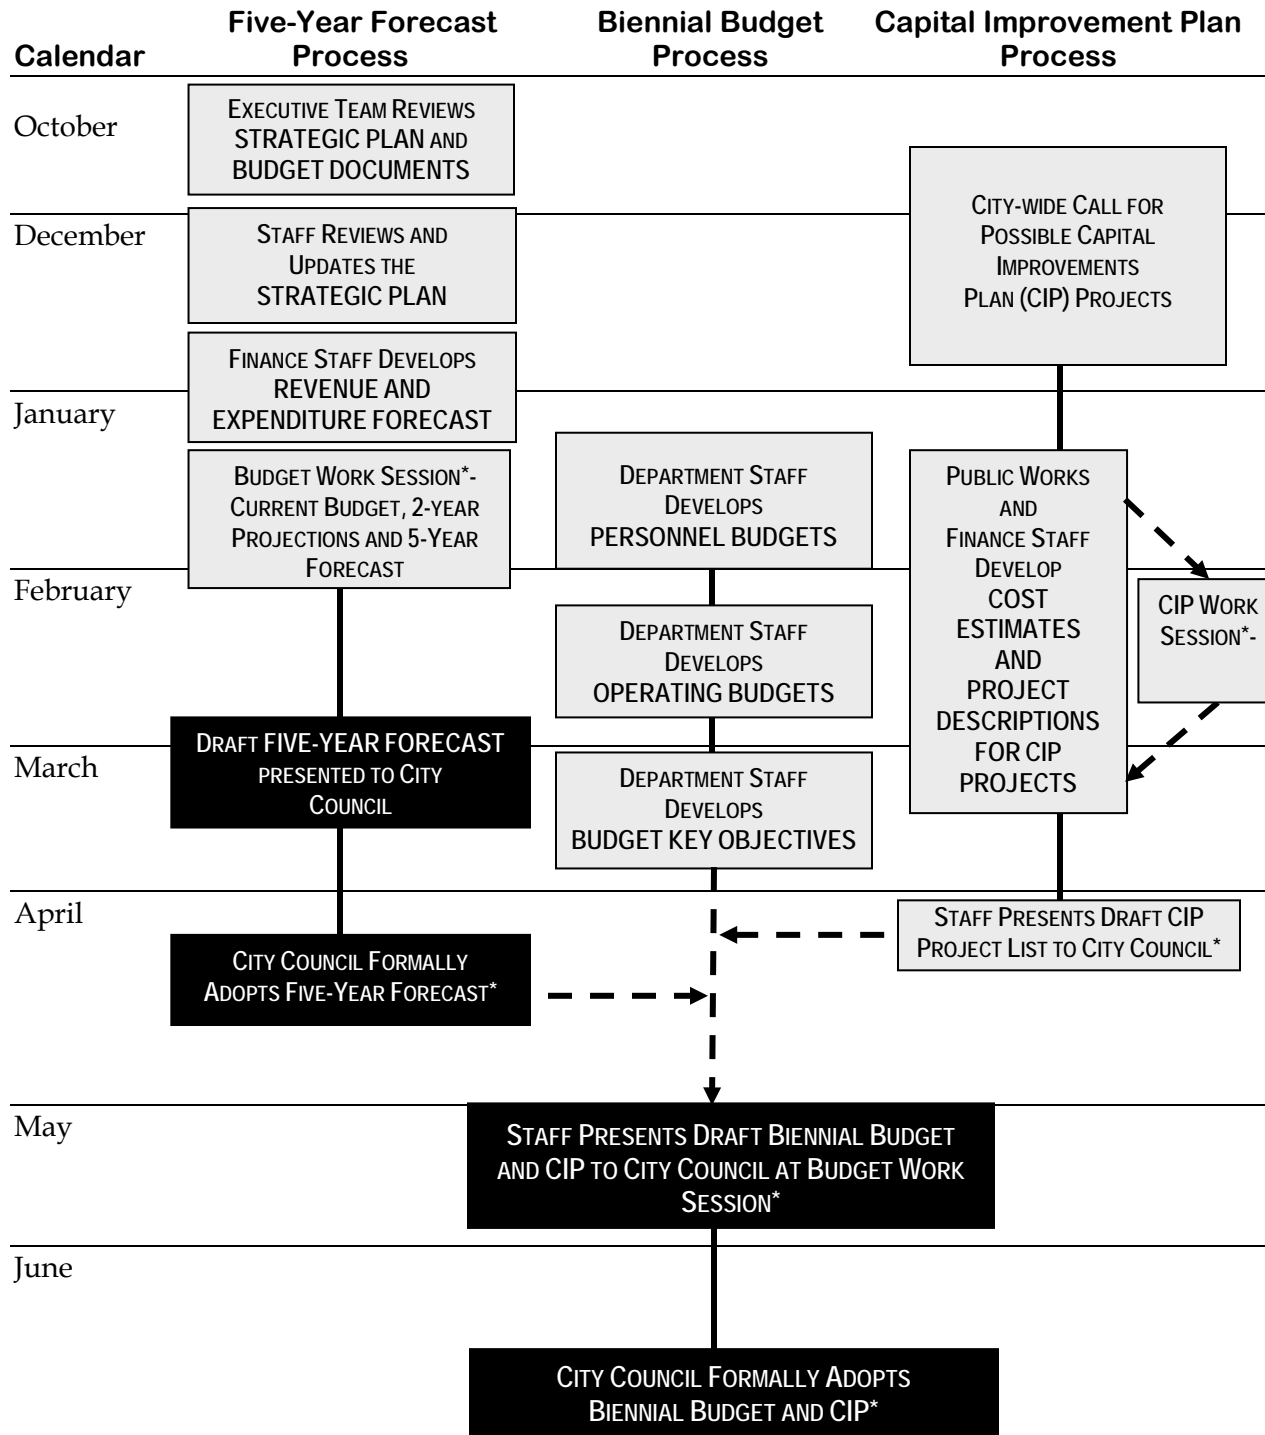 Five-Year Forecast
Process
Biennial Budget
Process
Capital Improvement Plan
Process
Calendar
October
EXECUTIVE TEAM REVIEWS
STRATEGIC PLAN AND
BUDGET DOCUMENTS
CITY-WIDE CALL FOR
POSSIBLE CAPITAL
IMPROVEMENTS
PLAN (CIP) PROJECTS
December
STAFF REVIEWS AND
UPDATES THE
STRATEGIC PLAN
FINANCE STAFF DEVELOPS
REVENUE AND
EXPENDITURE FORECAST
January
BUDGET WORK SESSION*-
CURRENT BUDGET, 2-YEAR
PROJECTIONS AND 5-YEAR
FORECAST
DEPARTMENT STAFF
DEVELOPS
PERSONNEL BUDGETS
PUBLIC WORKS
AND
FINANCE STAFF
DEVELOP
COST
ESTIMATES
AND
PROJECT
DESCRIPTIONS
FOR CIP
PROJECTS
CIP WORK
SESSION*-
February
DEPARTMENT STAFF
DEVELOPS
OPERATING BUDGETS
DRAFT FIVE-YEAR FORECAST
PRESENTED TO CITY
COUNCIL
March
DEPARTMENT STAFF
DEVELOPS
BUDGET KEY OBJECTIVES
April
STAFF PRESENTS DRAFT CIP
PROJECT LIST TO CITY COUNCIL*
CITY COUNCIL FORMALLY
ADOPTS FIVE-YEAR FORECAST*
May
STAFF PRESENTS DRAFT BIENNIAL BUDGET
AND CIP TO CITY COUNCIL AT BUDGET WORK
SESSION*
June
CITY COUNCIL FORMALLY ADOPTS
BIENNIAL BUDGET AND CIP*